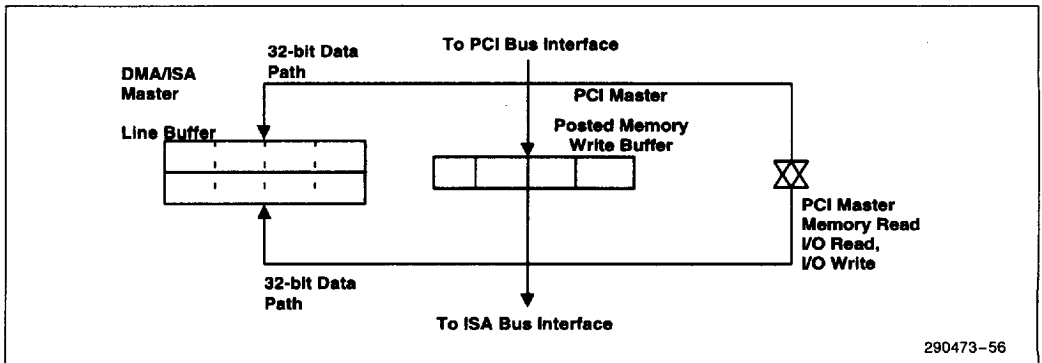 To PCI Bus Interface
32-bit Data
Path
DMA/ISA
Master
Line Buffer
PCI Master
Posted Memory
Write Buffer
PCI Master
Memory Read
I/O Read,
I/O Write
32-bit Data
Path
To ISA Bus Interface
290473-56